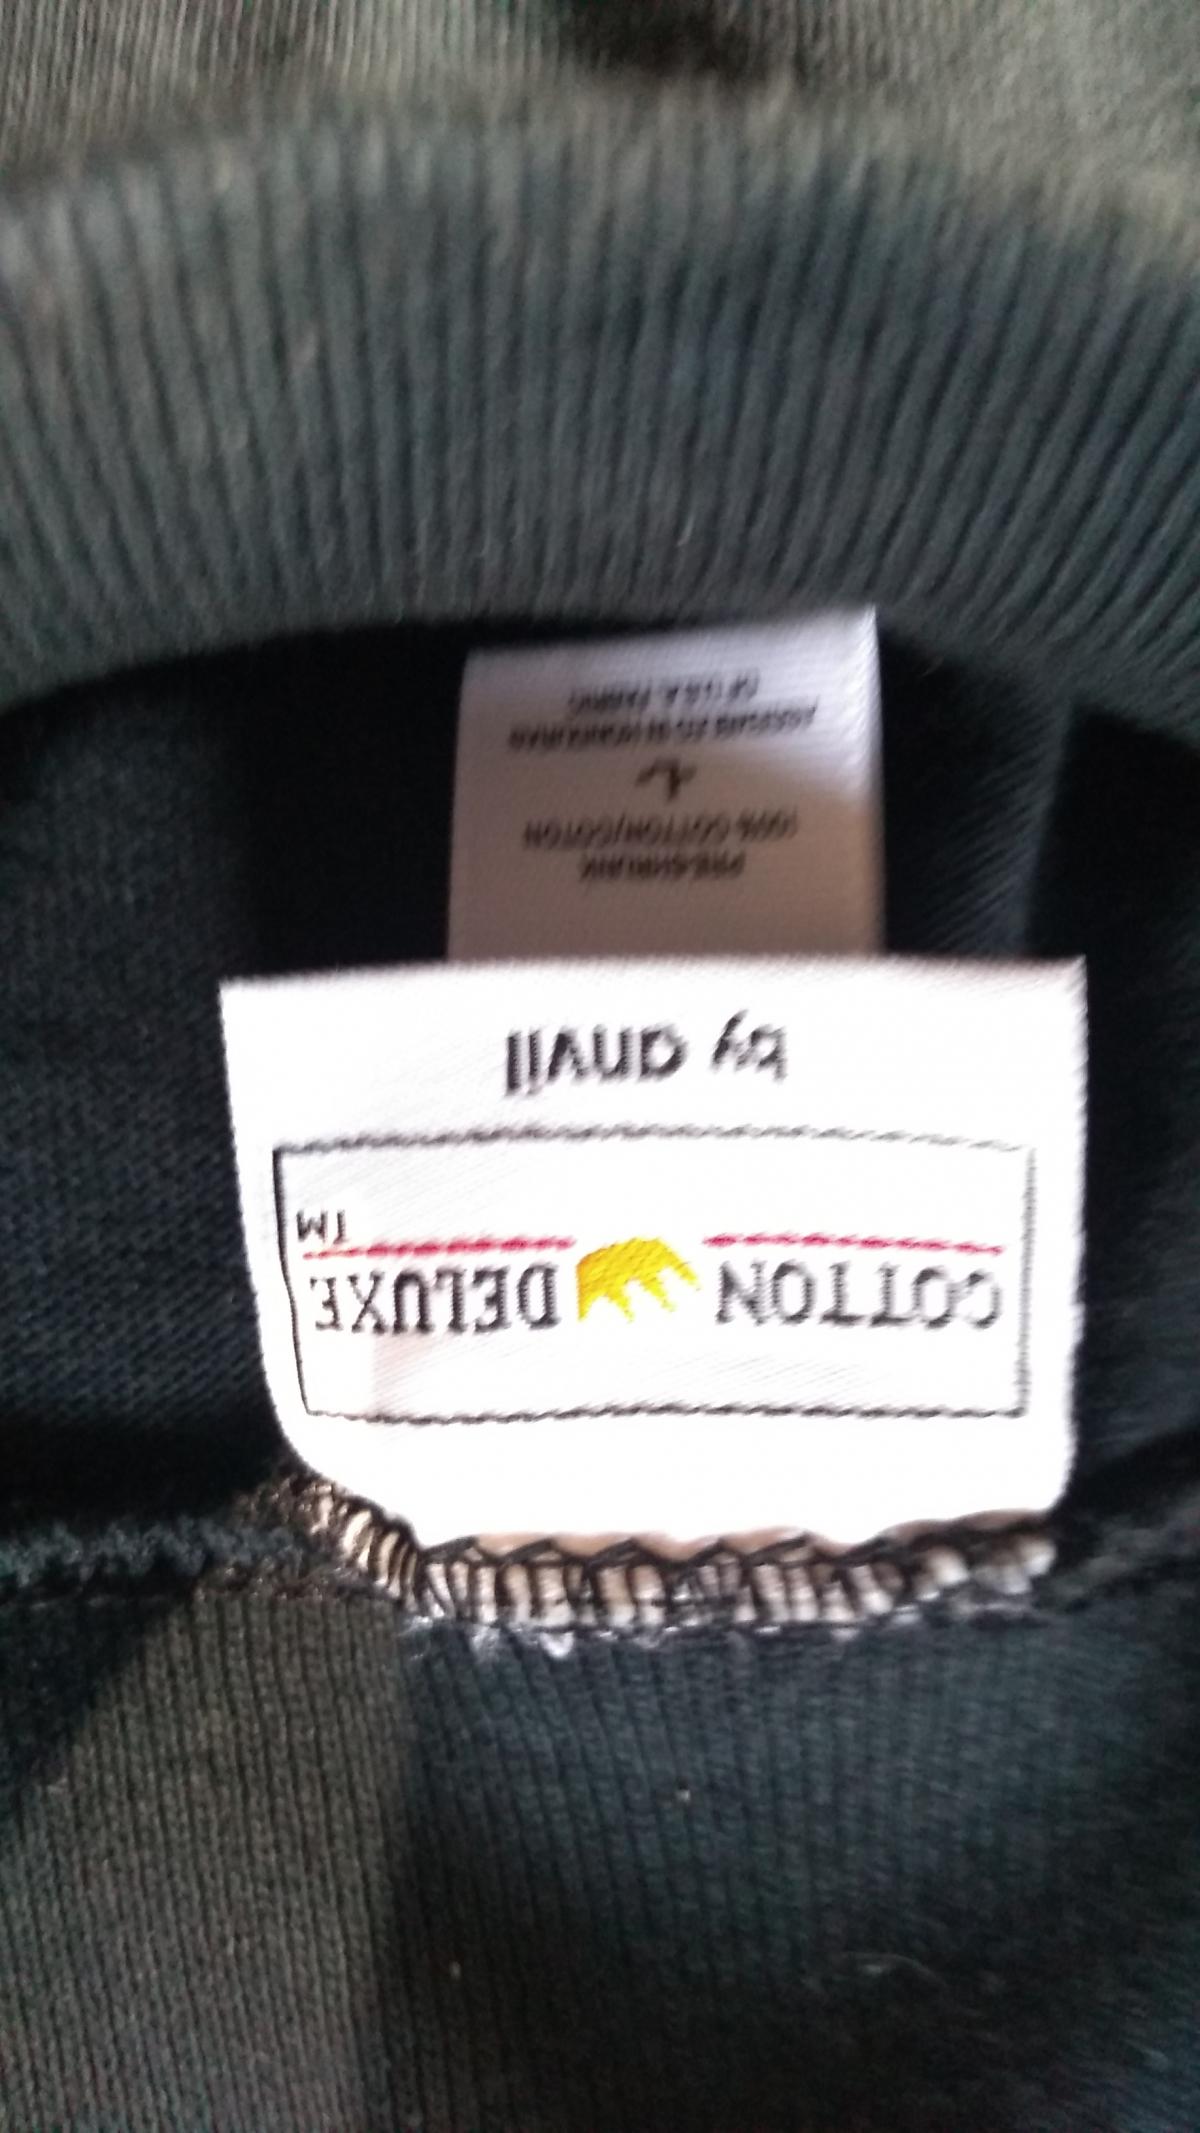 COTTON DELUXE
TM
by anvil
PRE-SHRUNK
100% COTTON/COTON
L
ASSEMBLED IN HONDURAS
OF U.S.A. FABRIC